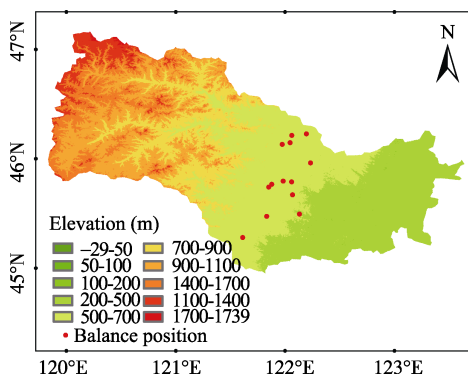 47°N
46°N
45°N
N
Elevation (m)
−29-50 700-900
50-100 900-1100
100-200 1400-1700
200-500 1100-1400
500-700 1700-1739
Balance position
120°E 121°E 122°E 123°E